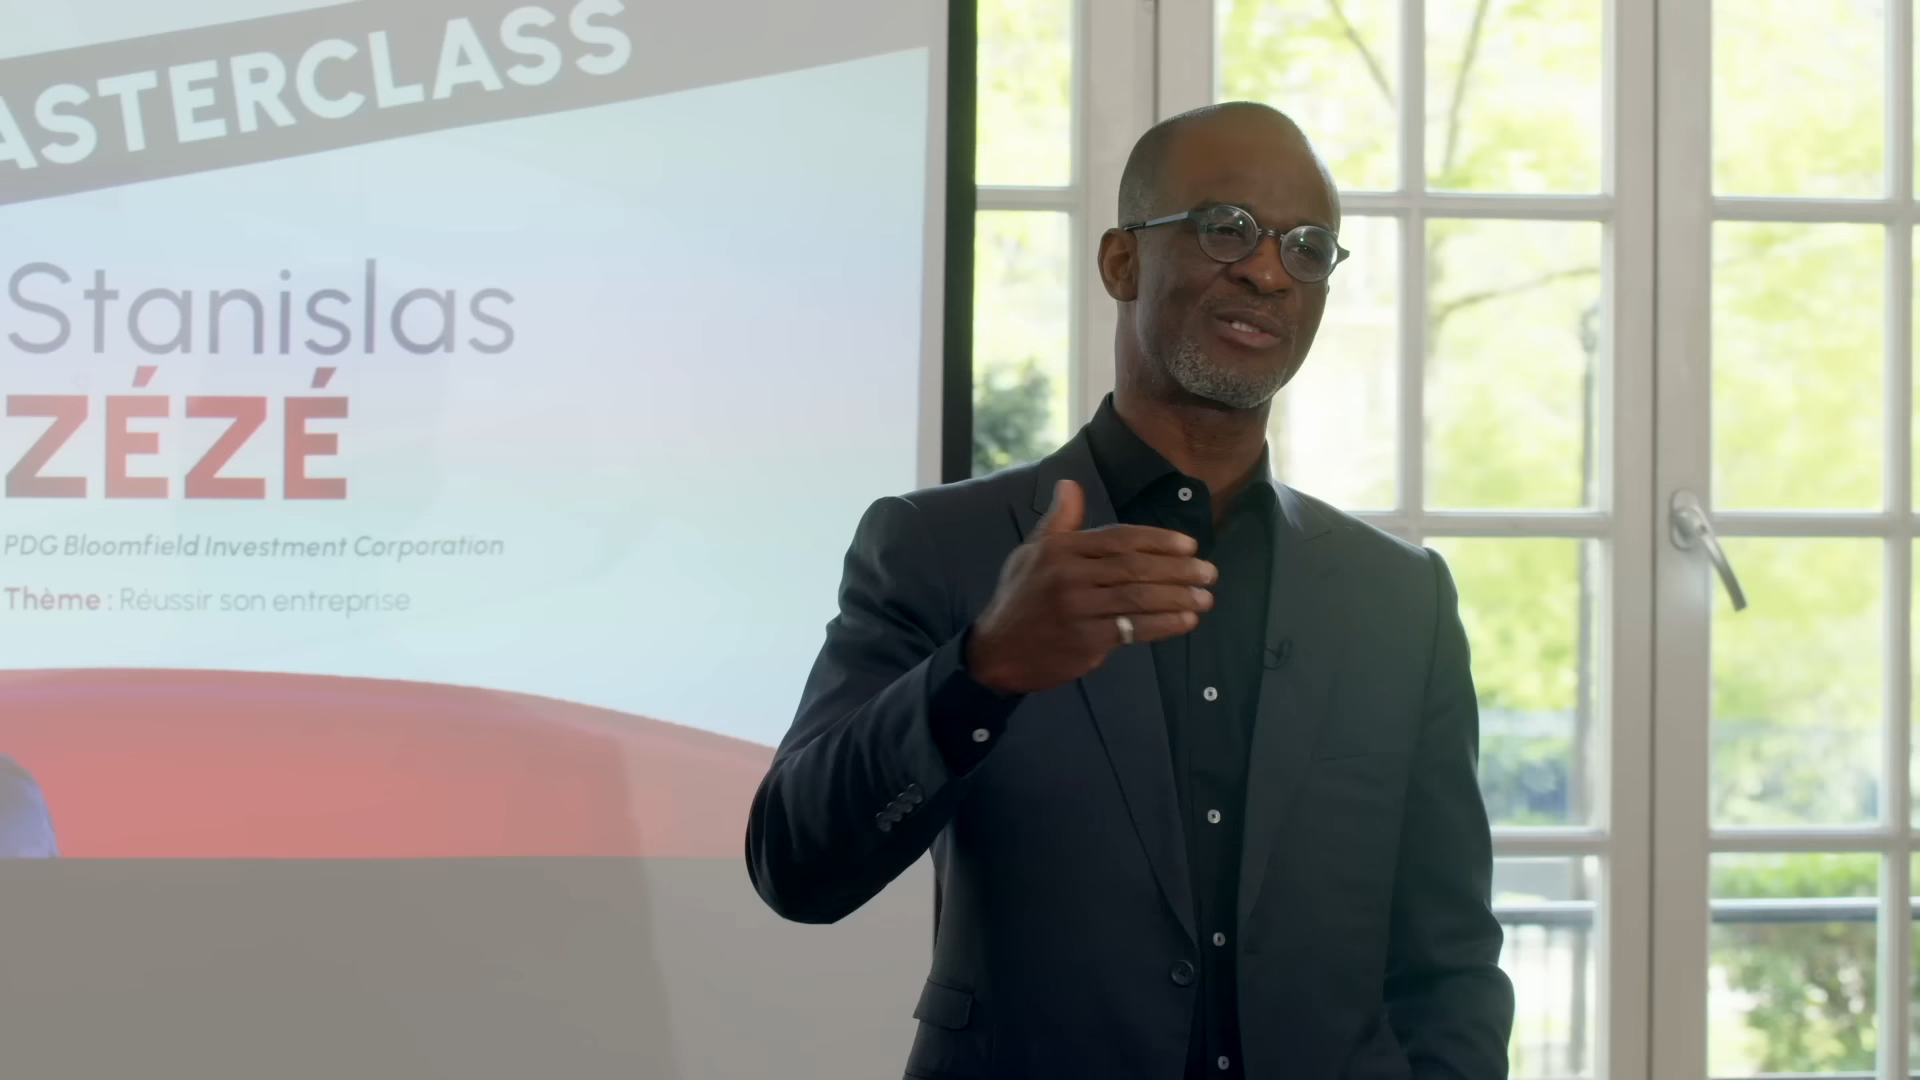 ASTERCLASS
Stanislas
ZÉZÉ
PDG Bloomfield Investment Corporation
Thème : Réussir son entreprise